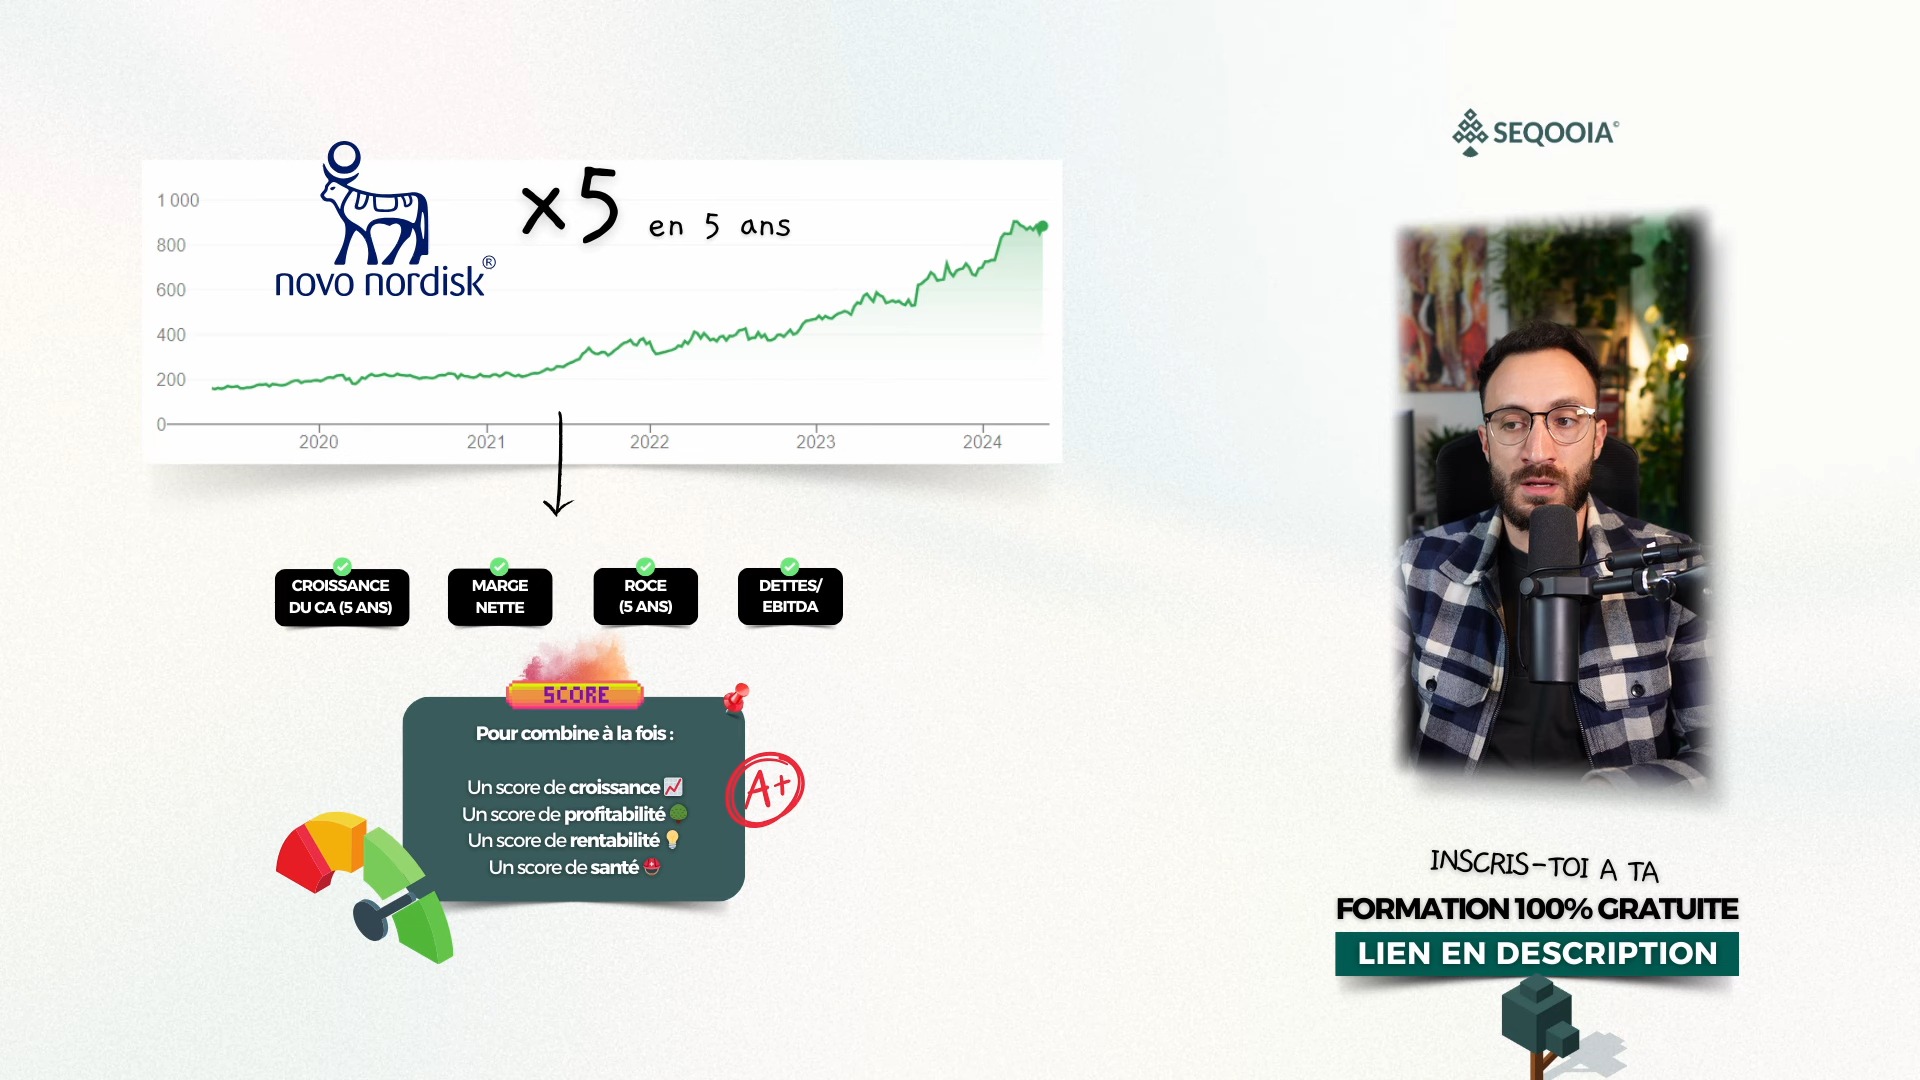 SEQOOIA©
novo nordisk®
x5 en 5 ans
1 000
800
600
400
200
0
2020 2021 2022 2023 2024
CROISSANCE
DU CA (5 ANS)
MARGE
NETTE
ROCE
(5 ANS)
DETTES/
EBITDA
SCORE
Pour combine à la fois :
Un score de croissance
Un score de profitabilité
Un score de rentabilité
Un score de santé
A+
INSCRIS-TOI A TA
FORMATION 100% GRATUITE
LIEN EN DESCRIPTION